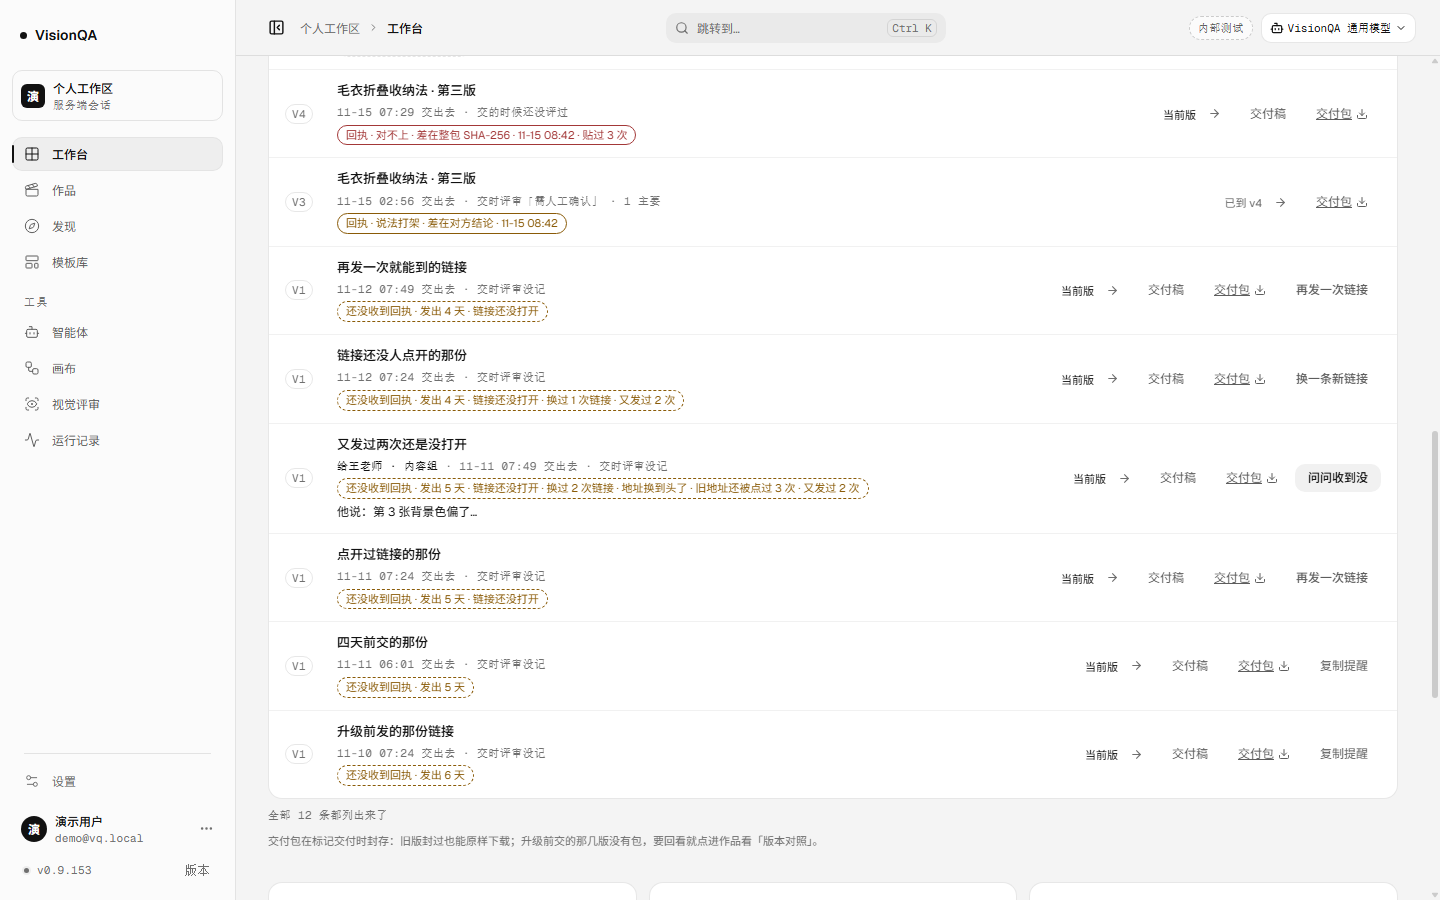 VisionQA
演
个人工作区
服务端会话
工作台
作品
发现
模板库
工具
智能体
画布
视觉评审
运行记录
设置
演
演示用户
demo@vq.local
v0.9.153
版本
个人工作区
工作台
跳转到...
Ctrl K
内部测试
VisionQA 通用模型
V4
毛衣折叠收纳法 · 第三版
11-15 07:29 交出去 · 交的时候还没评过
回执 · 对不上 · 差在整包 SHA-256 · 11-15 08:42 · 贴过 3 次
当前版
交付稿
交付包
V3
毛衣折叠收纳法 · 第三版
11-15 02:56 交出去 · 交时评审「需人工确认」 · 1 主要
回执 · 说法打架 · 差在对方结论 · 11-15 08:42
已到 v4
交付包
V1
再发一次就能到的链接
11-12 07:49 交出去 · 交时评审没记
还没收到回执 · 发出 4 天 · 链接还没打开
当前版
交付稿
交付包
再发一次链接
V1
链接还没人点开的那份
11-12 07:24 交出去 · 交时评审没记
还没收到回执 · 发出 4 天 · 链接还没打开 · 换过 1 次链接 · 又发过 2 次
当前版
交付稿
交付包
换一条新链接
V1
又发过两次还是没打开
给王老师 · 内容组 · 11-11 07:49 交出去 · 交时评审没记
还没收到回执 · 发出 5 天 · 链接还没打开 · 换过 2 次链接 · 地址换到头了 · 旧地址还被点过 3 次 · 又发过 2 次
他说：第 3 张背景色偏了...
当前版
交付稿
交付包
问问收到没
V1
点开过链接的那份
11-11 07:24 交出去 · 交时评审没记
还没收到回执 · 发出 5 天 · 链接还没打开
当前版
交付稿
交付包
再发一次链接
V1
四天前交的那份
11-11 06:01 交出去 · 交时评审没记
还没收到回执 · 发出 5 天
当前版
交付稿
交付包
复制提醒
V1
升级前发的那份链接
11-10 07:24 交出去 · 交时评审没记
还没收到回执 · 发出 6 天
当前版
交付稿
交付包
复制提醒
全部 12 条都列出来了
交付包在标记交付时封存：旧版封过也能原样下载；升级前交的那几版没有包，要回看就点进作品看「版本对照」。